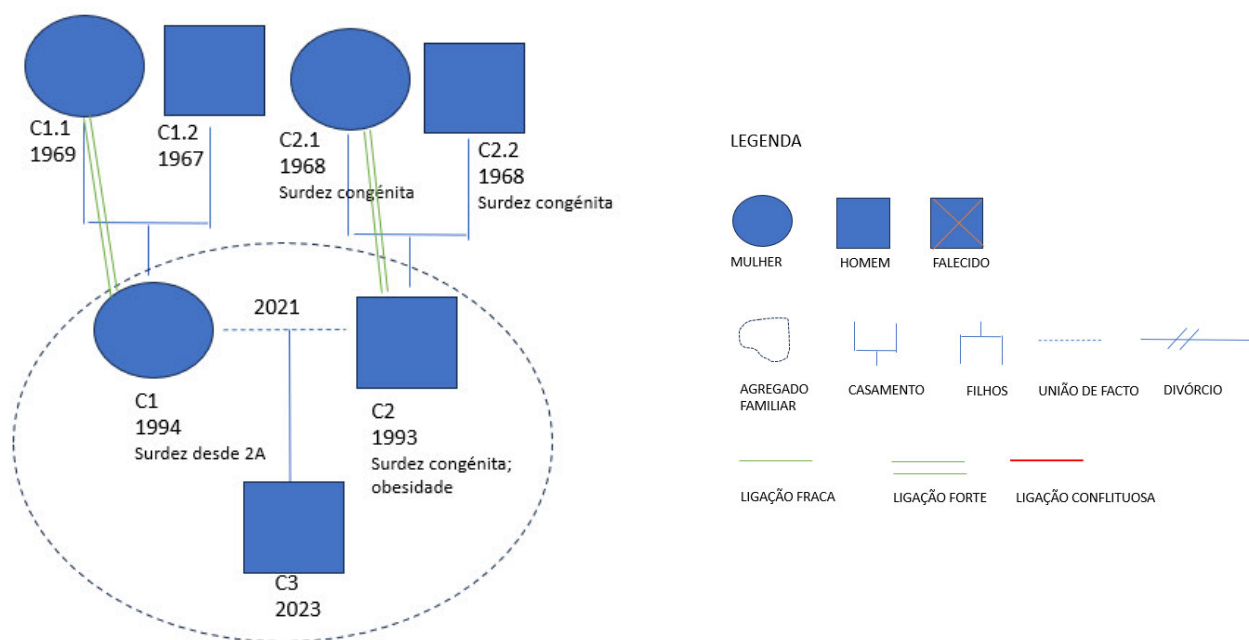 C1.1
1969
C1.2
1967
C2.1
1968
Surdez congénita
C2.2
1968
Surdez congénita
2021
C1
1994
Surdez desde 2A
C2
1993
Surdez congénita;
obesidade
C3
2023
LEGENDA
MULHER
HOMEM
FALECIDO
AGREGADO
FAMILIAR
CASAMENTO
FILHOS
UNIÃO DE FACTO
DIVÓRCIO
LIGAÇÃO FRACA
LIGAÇÃO FORTE
LIGAÇÃO CONFLITUOSA